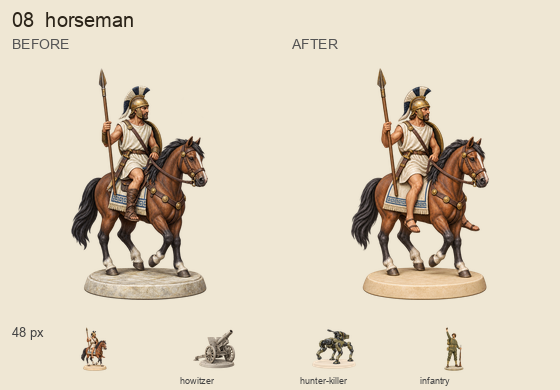 08 horseman
BEFORE
AFTER
48 px
howitzer
hunter-killer
infantry